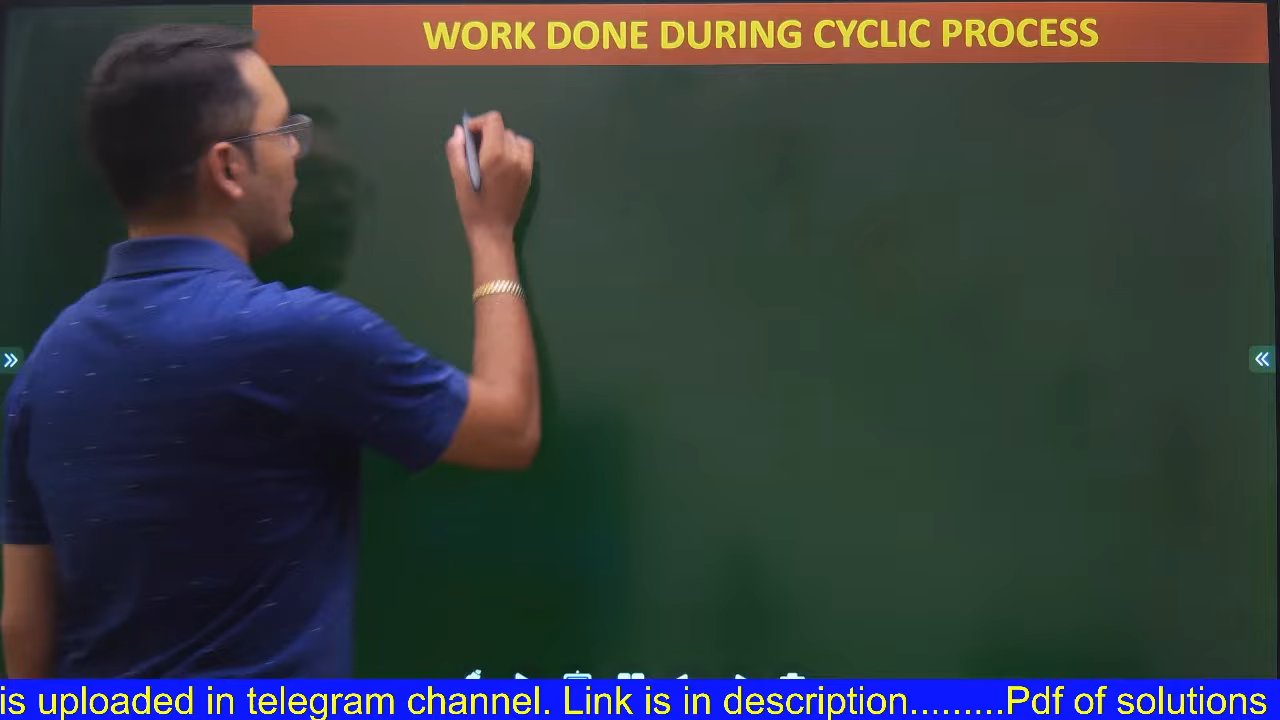 WORK DONE DURING CYCLIC PROCESS
is uploaded in telegram channel. Link is in description.........Pdf of solutions